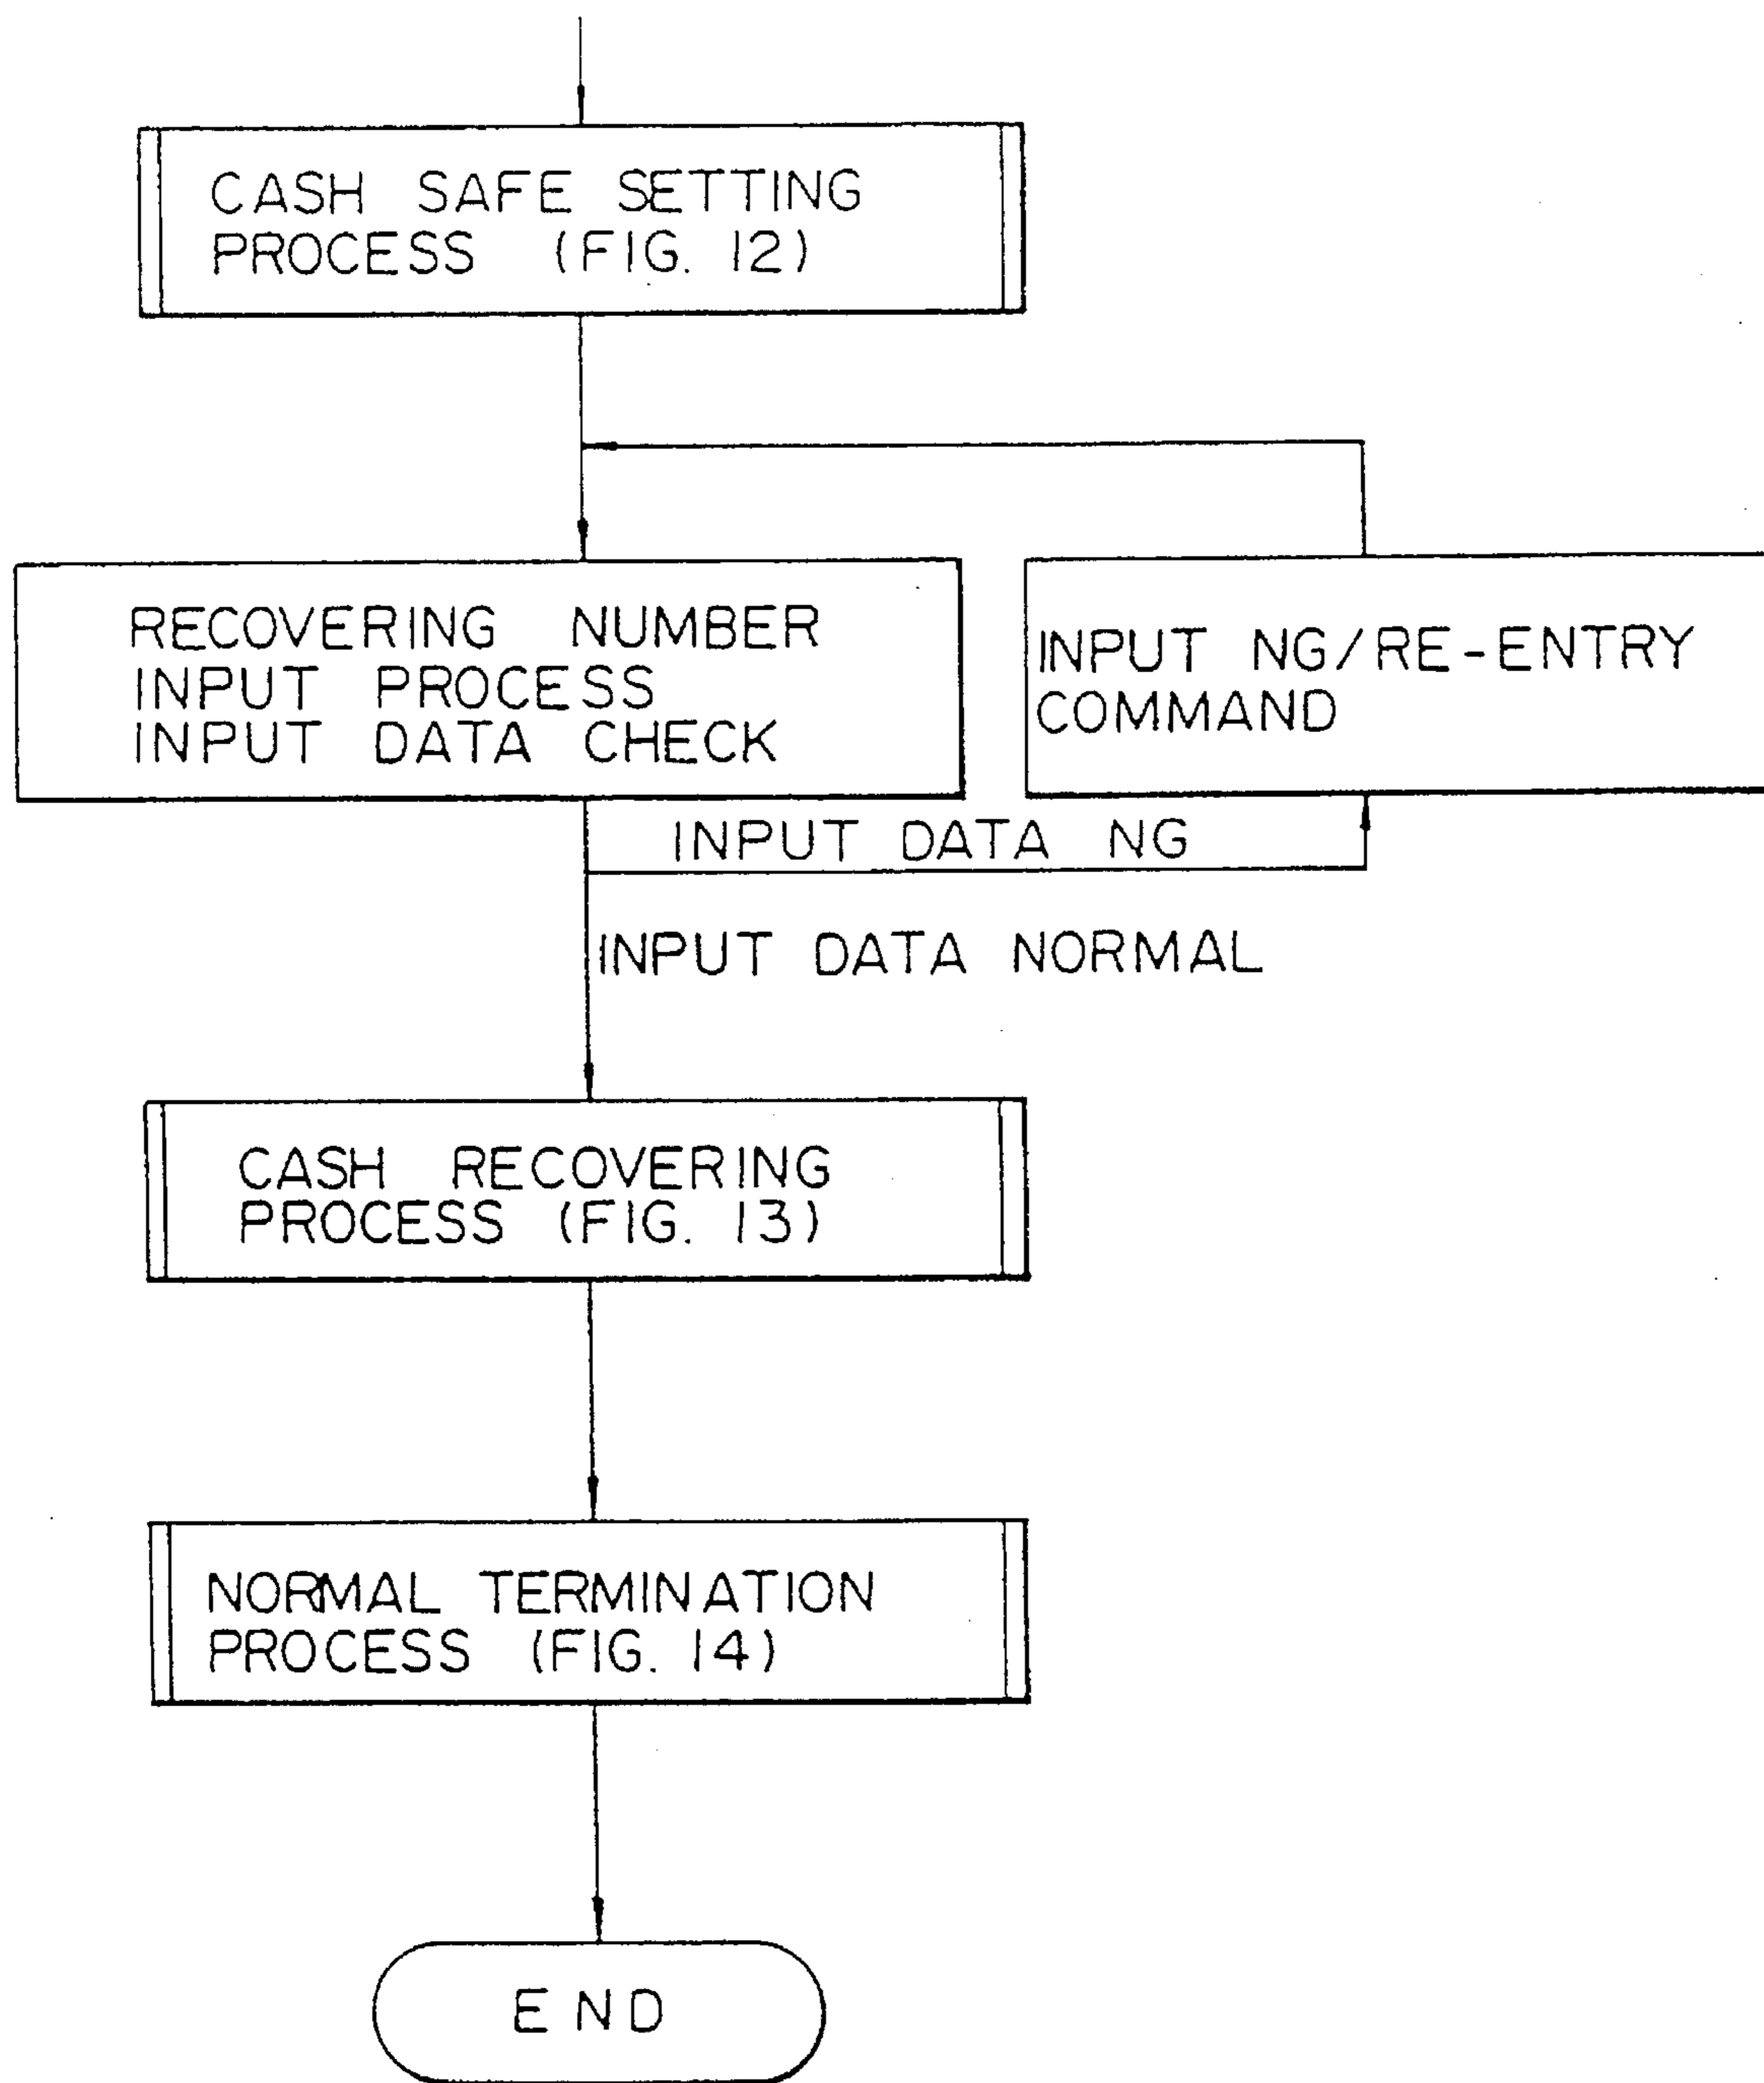 CASH SAFE SETTING
PROCESS (FIG. 12)
RECOVERING NUMBER
INPUT PROCESS
INPUT DATA CHECK
INPUT NG/RE-ENTRY
COMMAND
INPUT DATA NG
INPUT DATA NORMAL
CASH RECOVERING
PROCESS (FIG. 13)
NORMAL TERMINATION
PROCESS (FIG. 14)
END